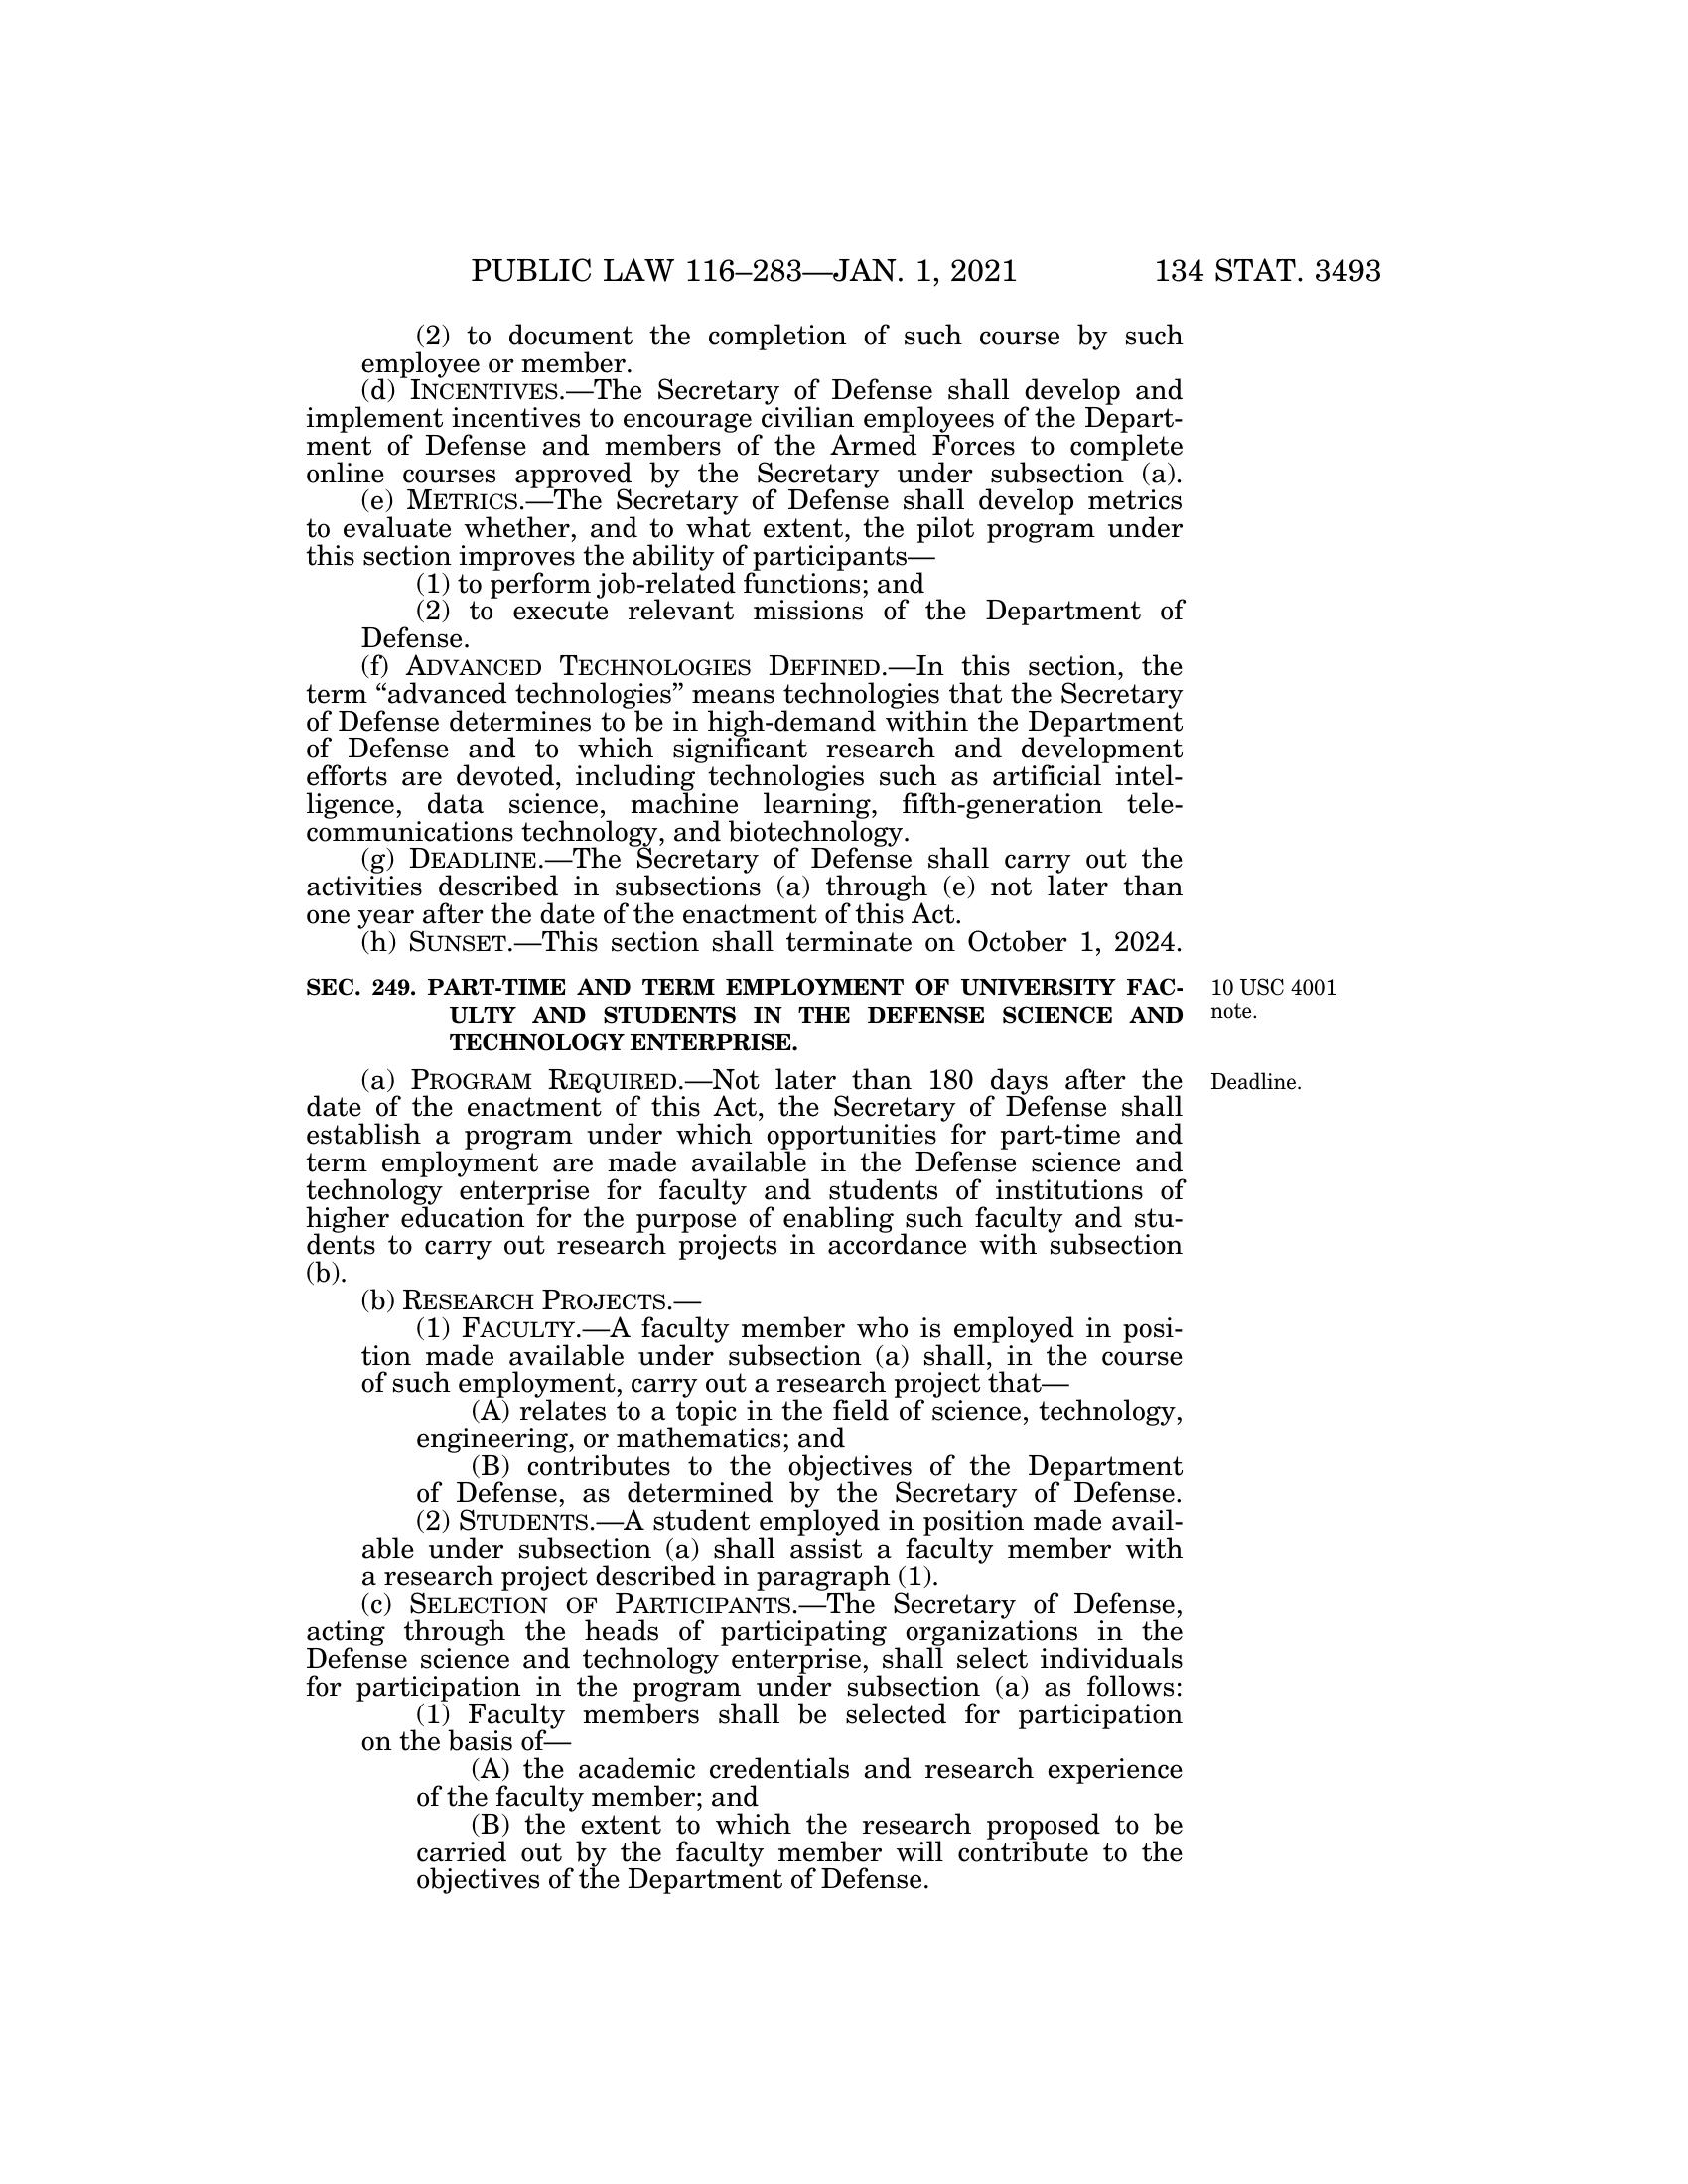 PUBLIC LAW 116–283—JAN. 1, 2021 134 STAT. 3493
(2) to document the completion of such course by such
employee or member.
(d) INCENTIVES.—The Secretary of Defense shall develop and
implement incentives to encourage civilian employees of the Depart-
ment of Defense and members of the Armed Forces to complete
online courses approved by the Secretary under subsection (a).
(e) METRICS.—The Secretary of Defense shall develop metrics
to evaluate whether, and to what extent, the pilot program under
this section improves the ability of participants—
(1) to perform job-related functions; and
(2) to execute relevant missions of the Department of
Defense.
(f) ADVANCED TECHNOLOGIES DEFINED.—In this section, the
term “advanced technologies” means technologies that the Secretary
of Defense determines to be in high-demand within the Department
of Defense and to which significant research and development
efforts are devoted, including technologies such as artificial intel-
ligence, data science, machine learning, fifth-generation tele-
communications technology, and biotechnology.
(g) DEADLINE.—The Secretary of Defense shall carry out the
activities described in subsections (a) through (e) not later than
one year after the date of the enactment of this Act.
(h) SUNSET.—This section shall terminate on October 1, 2024.
SEC. 249. PART-TIME AND TERM EMPLOYMENT OF UNIVERSITY FAC-
ULTY AND STUDENTS IN THE DEFENSE SCIENCE AND
TECHNOLOGY ENTERPRISE.
10 USC 4001
note.
(a) PROGRAM REQUIRED.—Not later than 180 days after the
Deadline.
date of the enactment of this Act, the Secretary of Defense shall
establish a program under which opportunities for part-time and
term employment are made available in the Defense science and
technology enterprise for faculty and students of institutions of
higher education for the purpose of enabling such faculty and stu-
dents to carry out research projects in accordance with subsection
(b).
(b) RESEARCH PROJECTS.—
(1) FACULTY.—A faculty member who is employed in posi-
tion made available under subsection (a) shall, in the course
of such employment, carry out a research project that—
(A) relates to a topic in the field of science, technology,
engineering, or mathematics; and
(B) contributes to the objectives of the Department
of Defense, as determined by the Secretary of Defense.
(2) STUDENTS.—A student employed in position made avail-
able under subsection (a) shall assist a faculty member with
a research project described in paragraph (1).
(c) SELECTION OF PARTICIPANTS.—The Secretary of Defense,
acting through the heads of participating organizations in the
Defense science and technology enterprise, shall select individuals
for participation in the program under subsection (a) as follows:
(1) Faculty members shall be selected for participation
on the basis of—
(A) the academic credentials and research experience
of the faculty member; and
(B) the extent to which the research proposed to be
carried out by the faculty member will contribute to the
objectives of the Department of Defense.